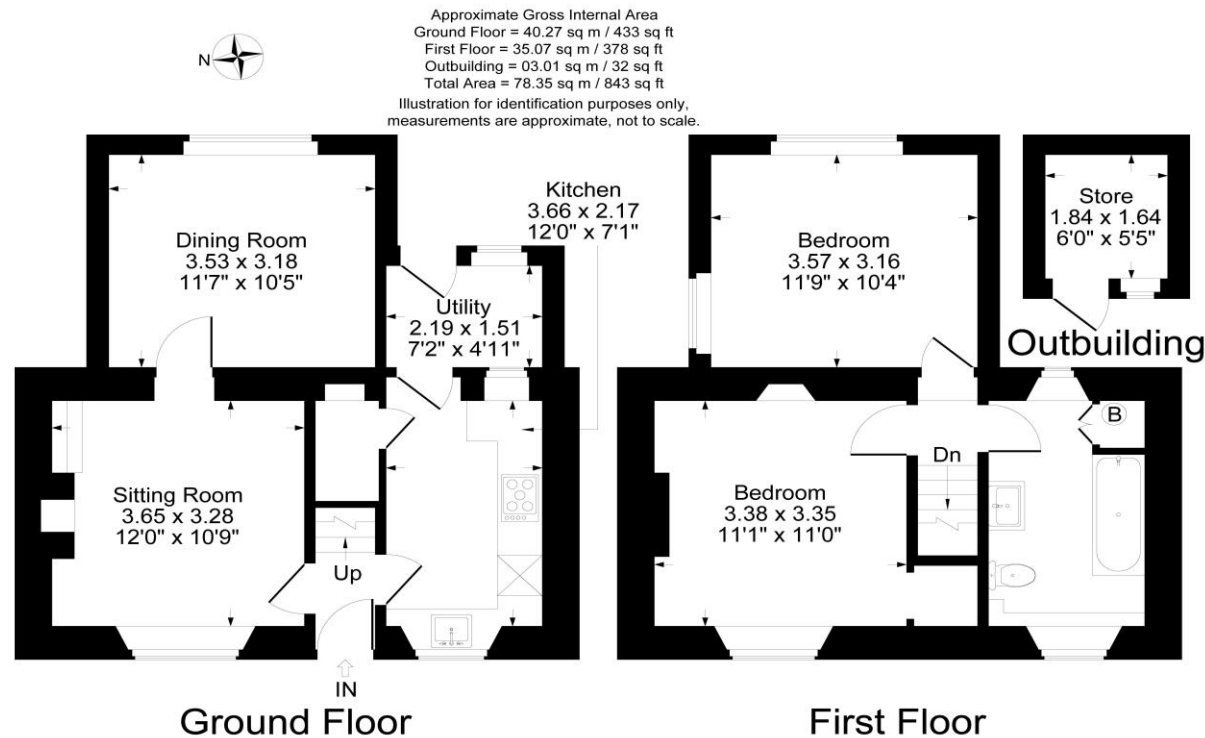 Approximate Gross Internal Area
Ground Floor = 40.27 sq m / 433 sq ft
First Floor = 35.07 sq m / 378 sq ft
Outbuilding = 03.01 sq m / 32 sq ft
Total Area = 78.35 sq m / 843 sq ft
Illustration for identification purposes only,
measurements are approximate, not to scale.
N
Dining Room
3.53 x 3.18
11'7" x 10'5"
Kitchen
3.66 x 2.17
12'0" x 7'1"
Utility
2.19 x 1.51
7'2" x 4'11"
Sitting Room
3.65 x 3.28
12'0" x 10'9"
Up
IN
Ground Floor
Bedroom
3.57 x 3.16
11'9" x 10'4"
Store
1.84 x 1.64
6'0" x 5'5"
Outbuilding
B
Dn
Bedroom
3.38 x 3.35
11'1" x 11'0"
First Floor